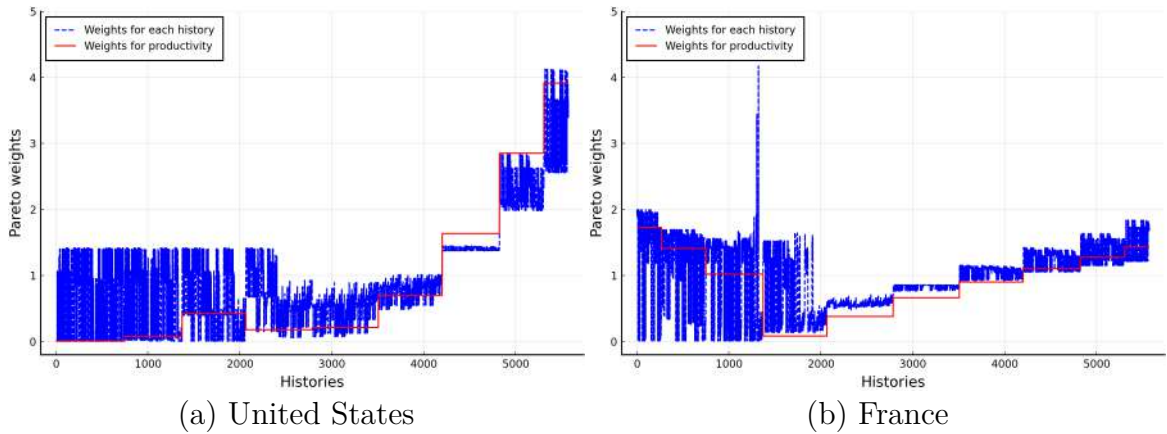 Weights for each history
Weights for productivity
5
4
3
2
1
0
Pareto weights
0 1000 2000 3000 4000 5000
Histories
(a) United States
Weights for each history
Weights for productivity
5
4
3
2
1
0
Pareto weights
0 1000 2000 3000 4000 5000
Histories
(b) France